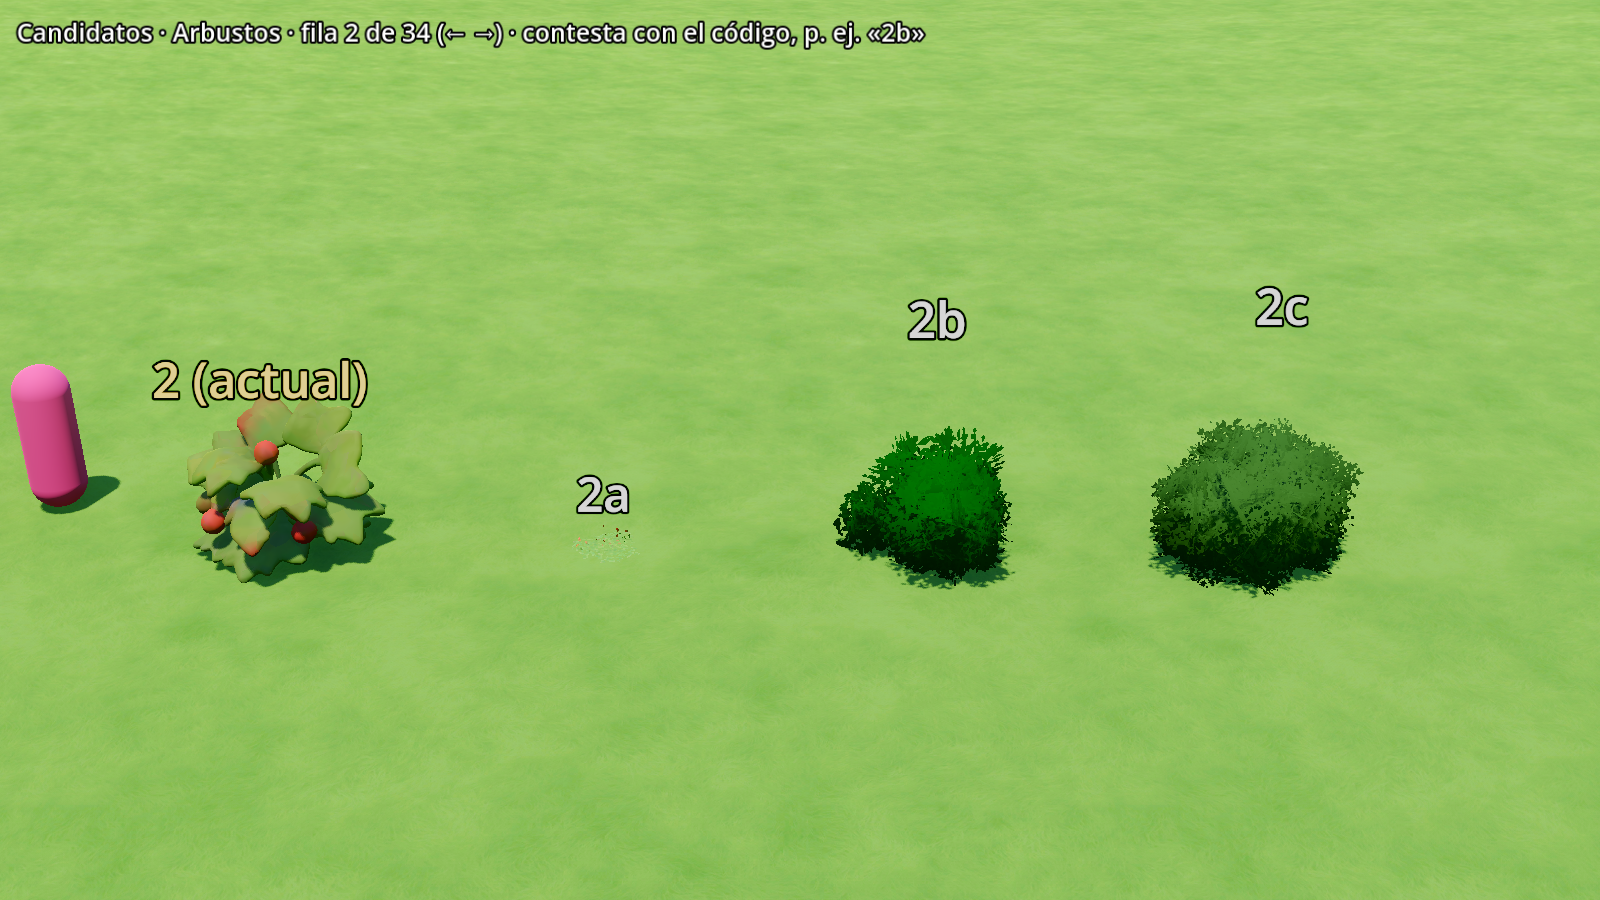 Candidatos · Arbustos · fila 2 de 34 (← →) · contesta con el código, p. ej. «2b»
2b
2c
2 (actual)
2a